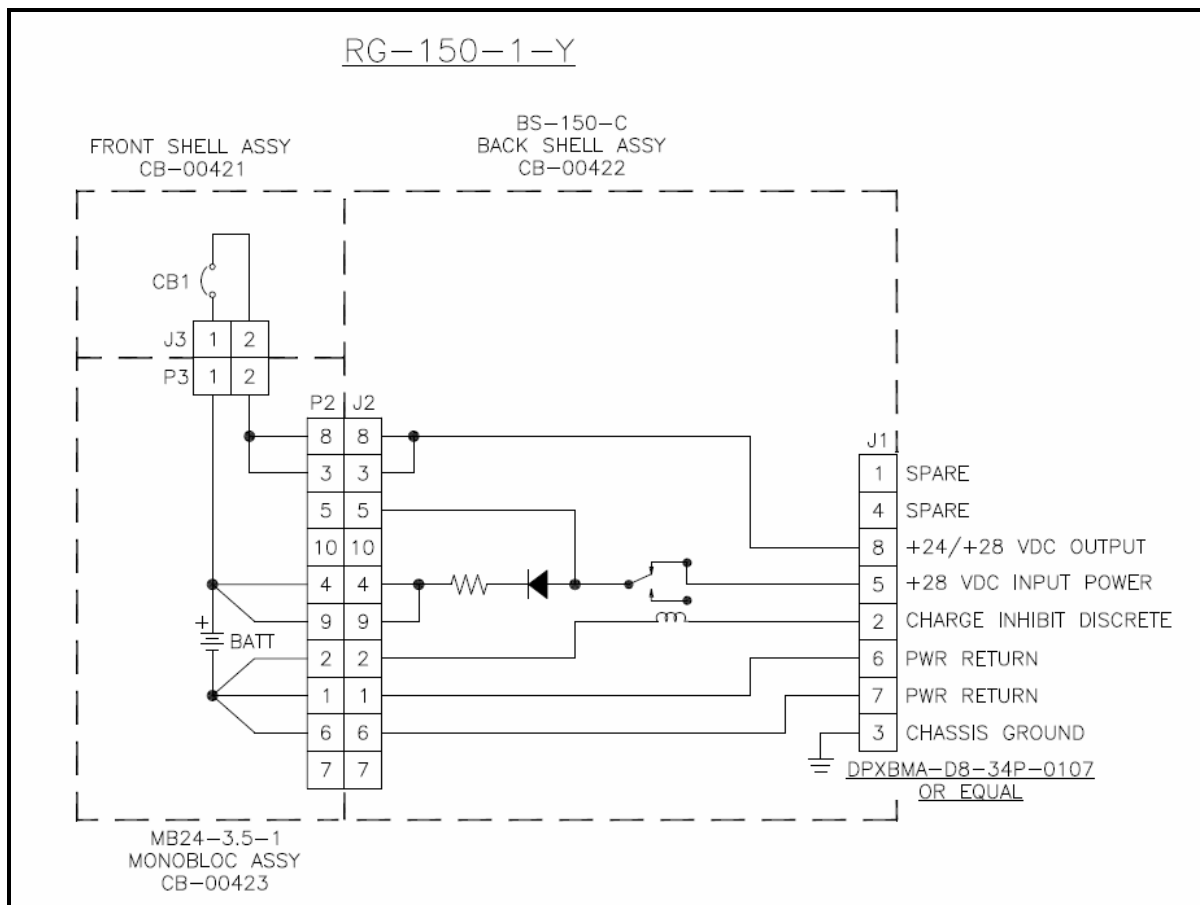 RG-150-1-Y
BS-150-C
BACK SHELL ASSY
CB-00422
FRONT SHELL ASSY
CB-00421
CB1
J3 1 2
P3 1 2
P2 J2
8 8
3 3
5 5
10 10
4 4
9 9
2 2
1 1
6 6
7 7
+ BATT
J1
1 SPARE
4 SPARE
8 +24/+28 VDC OUTPUT
5 +28 VDC INPUT POWER
2 CHARGE INHIBIT DISCRETE
6 PWR RETURN
7 PWR RETURN
3 CHASSIS GROUND
DPXBMA-D8-34P-0107
OR EQUAL
MB24-3.5-1
MONOBLOC ASSY
CB-00423